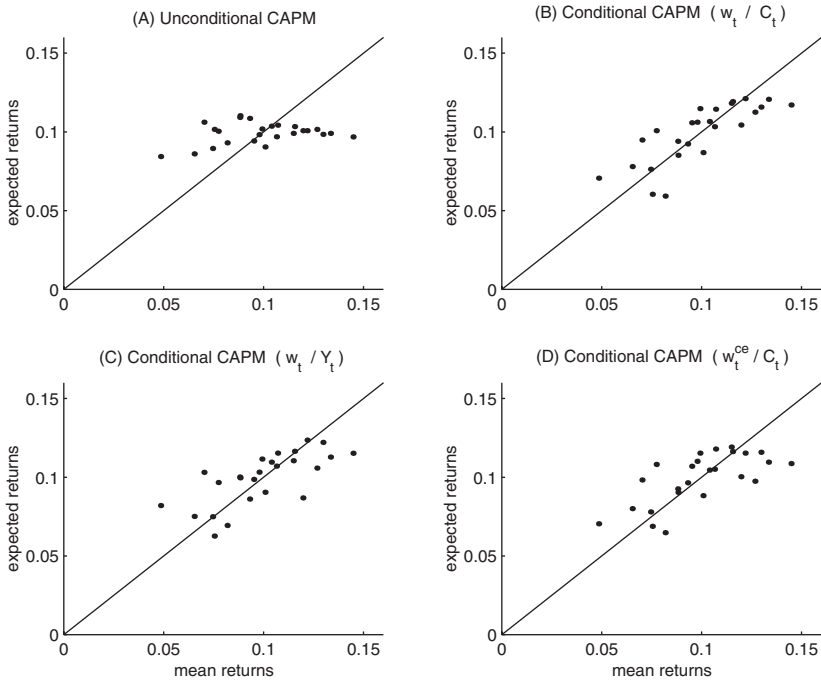 (A) Unconditional CAPM
0.15
0.1
0.05
0
expected returns
0 0.05 0.1 0.15
(B) Conditional CAPM ( w_t / C_t )
0.15
0.1
0.05
0
expected returns
0 0.05 0.1 0.15
(C) Conditional CAPM ( w_t / Y_t )
0.15
0.1
0.05
0
expected returns
0 0.05 0.1 0.15
mean returns
(D) Conditional CAPM ( w_t^ce / C_t )
0.15
0.1
0.05
0
expected returns
0 0.05 0.1 0.15
mean returns